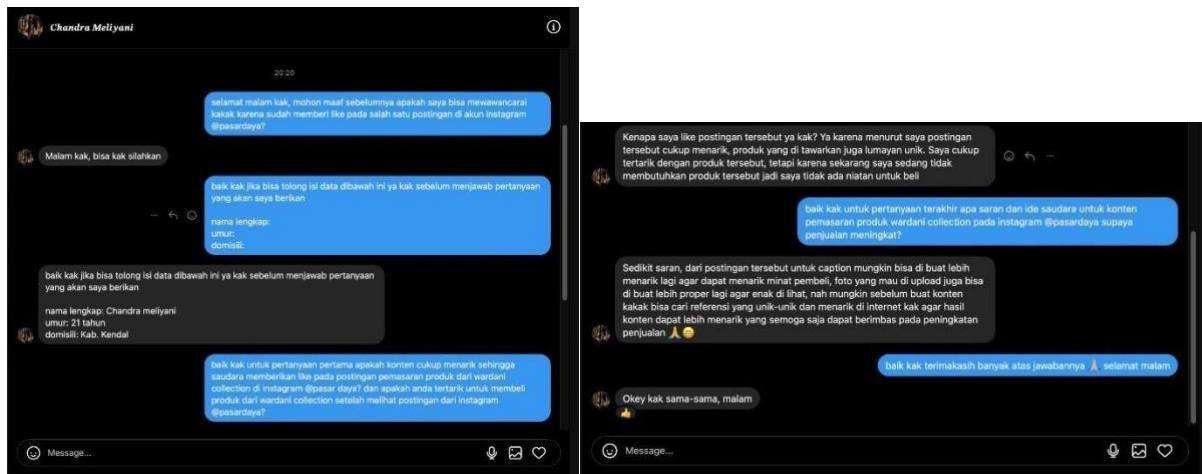 Chandra Meliyani
20:20
selamat malam kak, mohon maaf sebelumnya apakah saya bisa mewawancarai
kakak karena sudah memberi like pada salah satu postingan di akun instagram
@pasardaya?
Malam kak, bisa kak silahkan
baik kak jika bisa tolong isi data dibawah ini ya kak sebelum menjawab pertanyaan
yang akan saya berikan
nama lengkap:
umur:
domisili:
baik kak jika bisa tolong isi data dibawah ini ya kak sebelum menjawab pertanyaan
yang akan saya berikan
nama lengkap: Chandra meliyani
umur: 21 tahun
domisili: Kab. Kendal
baik kak untuk pertanyaan pertama apakah konten cukup menarik sehingga
saudara memberikan like pada postingan pemasaran produk dari wardani
collection di instagram @pasar daya? dan apakah anda tertarik untuk membeli
produk dari wardani collection setelah melihat postingan dari instagram
@pasardaya?
Message...
Kenapa saya like postingan tersebut ya kak? Ya karena menurut saya postingan
tersebut cukup menarik, produk yang di tawarkan juga lumayan unik. Saya cukup
tertarik dengan produk tersebut, tetapi karena sekarang saya sedang tidak
membutuhkan produk tersebut jadi saya tidak ada niatan untuk beli
baik kak untuk pertanyaan terakhir apa saran dan ide saudara untuk konten
pemasaran produk wardani collection pada instagram @pasardaya supaya
penjualan meningkat?
Sedikit saran, dari postingan tersebut untuk caption mungkin bisa di buat lebih
menarik lagi agar dapat menarik minat pembeli, foto yang mau di upload juga bisa
di buat lebih proper lagi agar enak di lihat, nah mungkin sebelum buat konten
kakak bisa cari referensi yang unik-unik dan menarik di internet kak agar hasil
konten dapat lebih menarik yang semoga saja dapat berimbas pada peningkatan
penjualan 🙏😁
baik kak terimakasih banyak atas jawabannya 🙏 selamat malam
Okey kak sama-sama, malam
👍
Message...